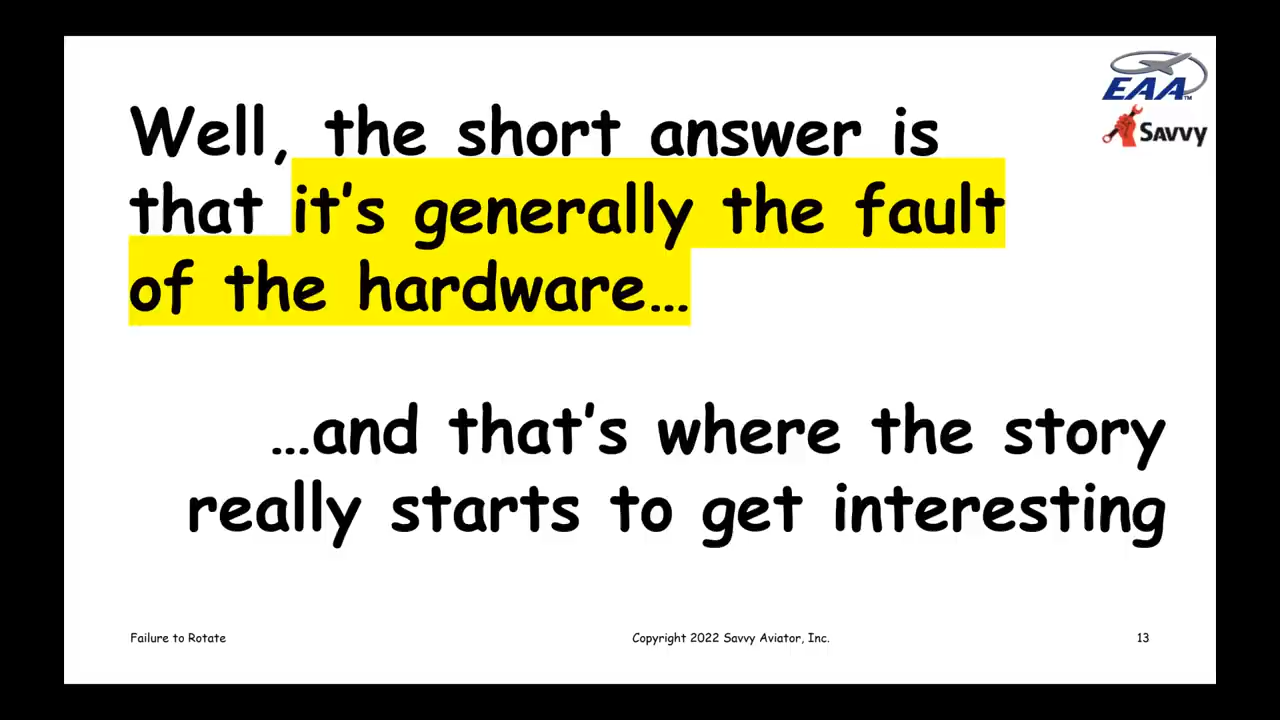 EAA™
Savvy
Well, the short answer is
that it's generally the fault
of the hardware...
...and that's where the story
really starts to get interesting
Failure to Rotate
Copyright 2022 Savvy Aviator, Inc.
13